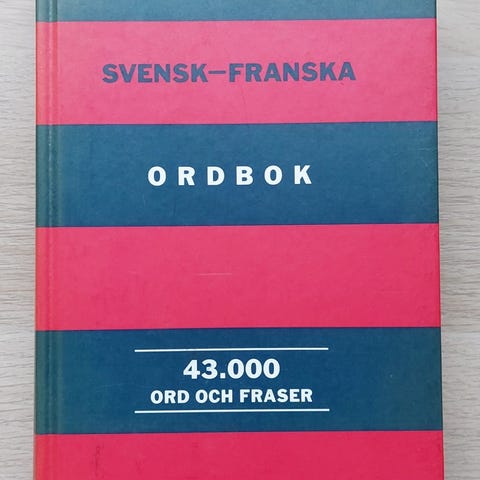 SVENSK–FRANSKA
ORDBOK
43.000
ORD OCH FRASER